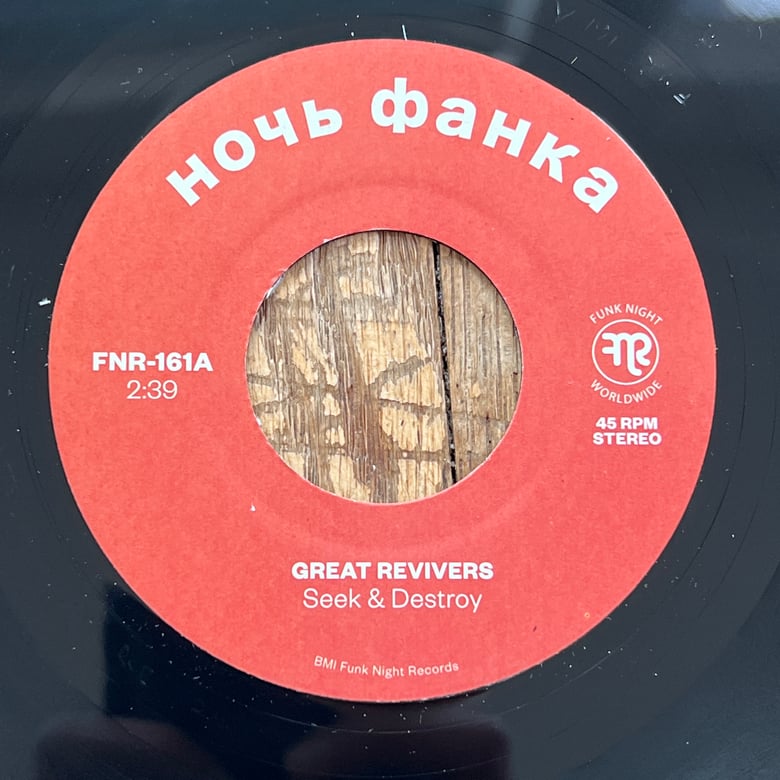 ночь фанка
FUNK NIGHT
FNR
WORLDWIDE
FNR-161A
2:39
45 RPM
STEREO
GREAT REVIVERS
Seek & Destroy
BMI Funk Night Records